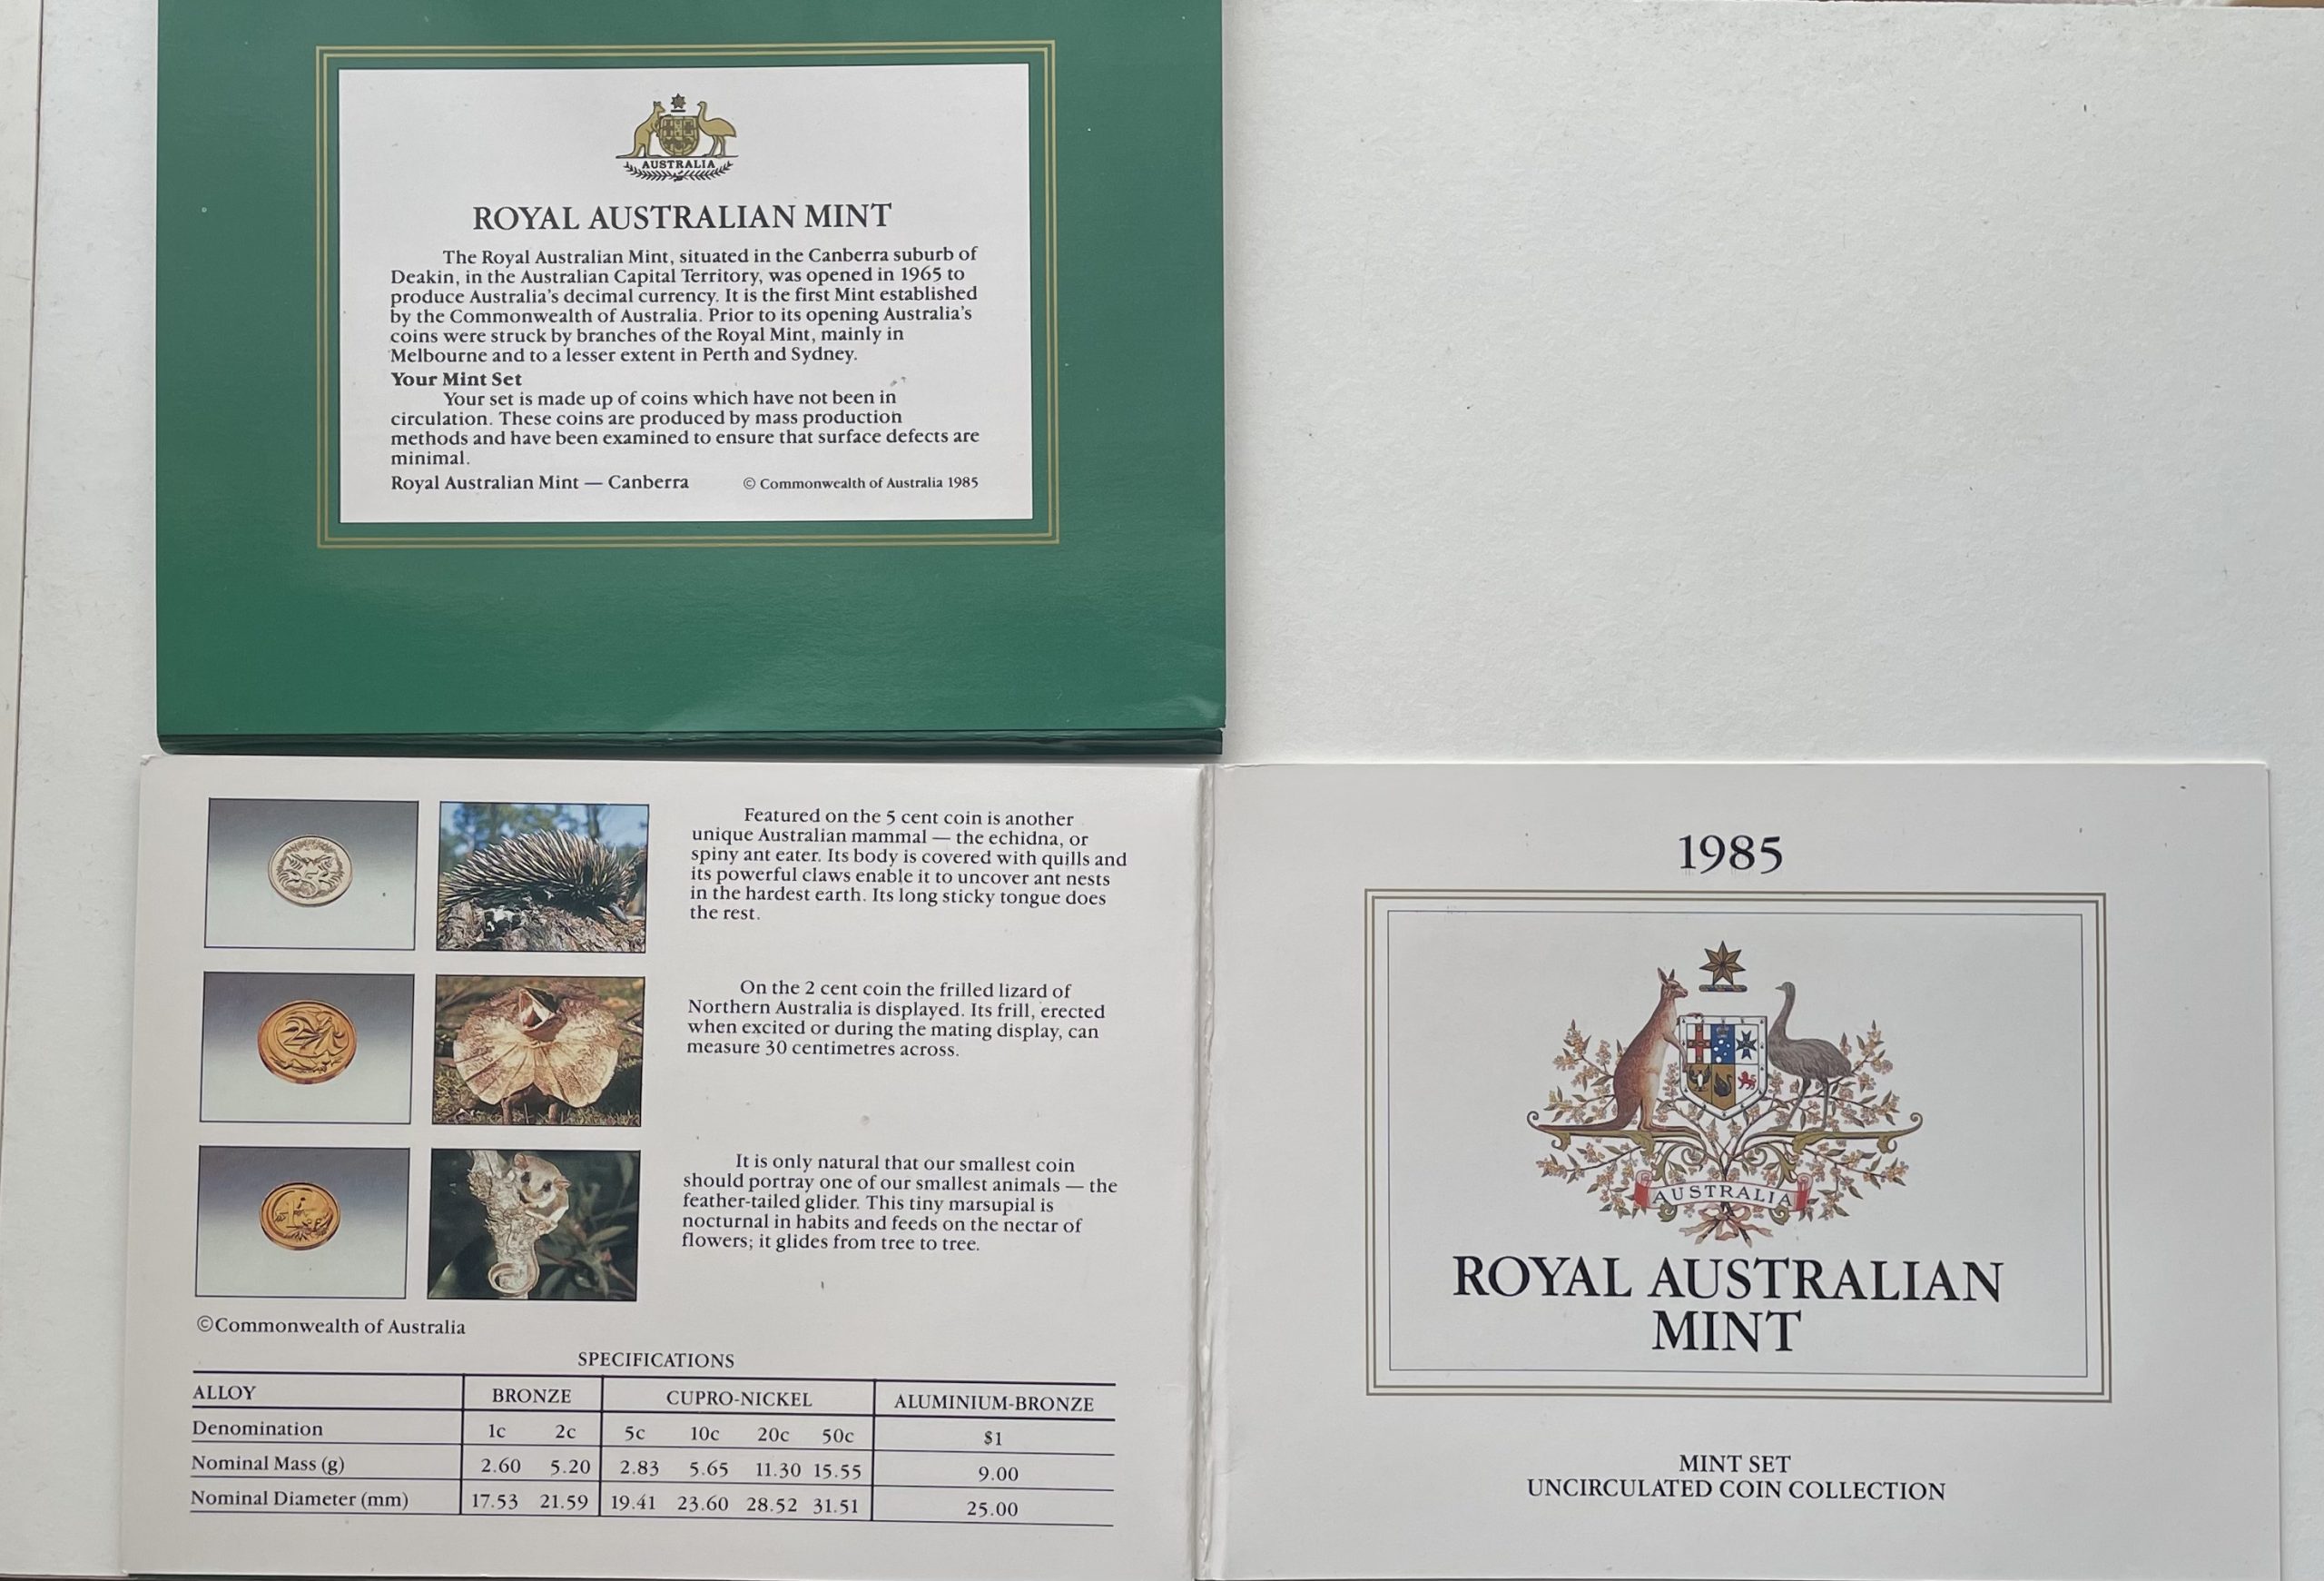 AUSTRALIA
ROYAL AUSTRALIAN MINT
The Royal Australian Mint, situated in the Canberra suburb of
Deakin, in the Australian Capital Territory, was opened in 1965 to
produce Australia's decimal currency. It is the first Mint established
by the Commonwealth of Australia. Prior to its opening Australia's
coins were struck by branches of the Royal Mint, mainly in
Melbourne and to a lesser extent in Perth and Sydney.
Your Mint Set
Your set is made up of coins which have not been in
circulation. These coins are produced by mass production
methods and have been examined to ensure that surface defects are
minimal.
Royal Australian Mint — Canberra © Commonwealth of Australia 1985
Featured on the 5 cent coin is another
unique Australian mammal — the echidna, or
spiny ant eater. Its body is covered with quills and
its powerful claws enable it to uncover ant nests
in the hardest earth. Its long sticky tongue does
the rest.
2
On the 2 cent coin the frilled lizard of
Northern Australia is displayed. Its frill, erected
when excited or during the mating display, can
measure 30 centimetres across.
1
It is only natural that our smallest coin
should portray one of our smallest animals — the
feather-tailed glider. This tiny marsupial is
nocturnal in habits and feeds on the nectar of
flowers; it glides from tree to tree.
©Commonwealth of Australia
SPECIFICATIONS
ALLOY BRONZE CUPRO-NICKEL ALUMINIUM-BRONZE
Denomination 1c 2c 5c 10c 20c 50c $1
Nominal Mass (g) 2.60 5.20 2.83 5.65 11.30 15.55 9.00
Nominal Diameter (mm) 17.53 21.59 19.41 23.60 28.52 31.51 25.00
1985
AUSTRALIA
ROYAL AUSTRALIAN
MINT
MINT SET
UNCIRCULATED COIN COLLECTION